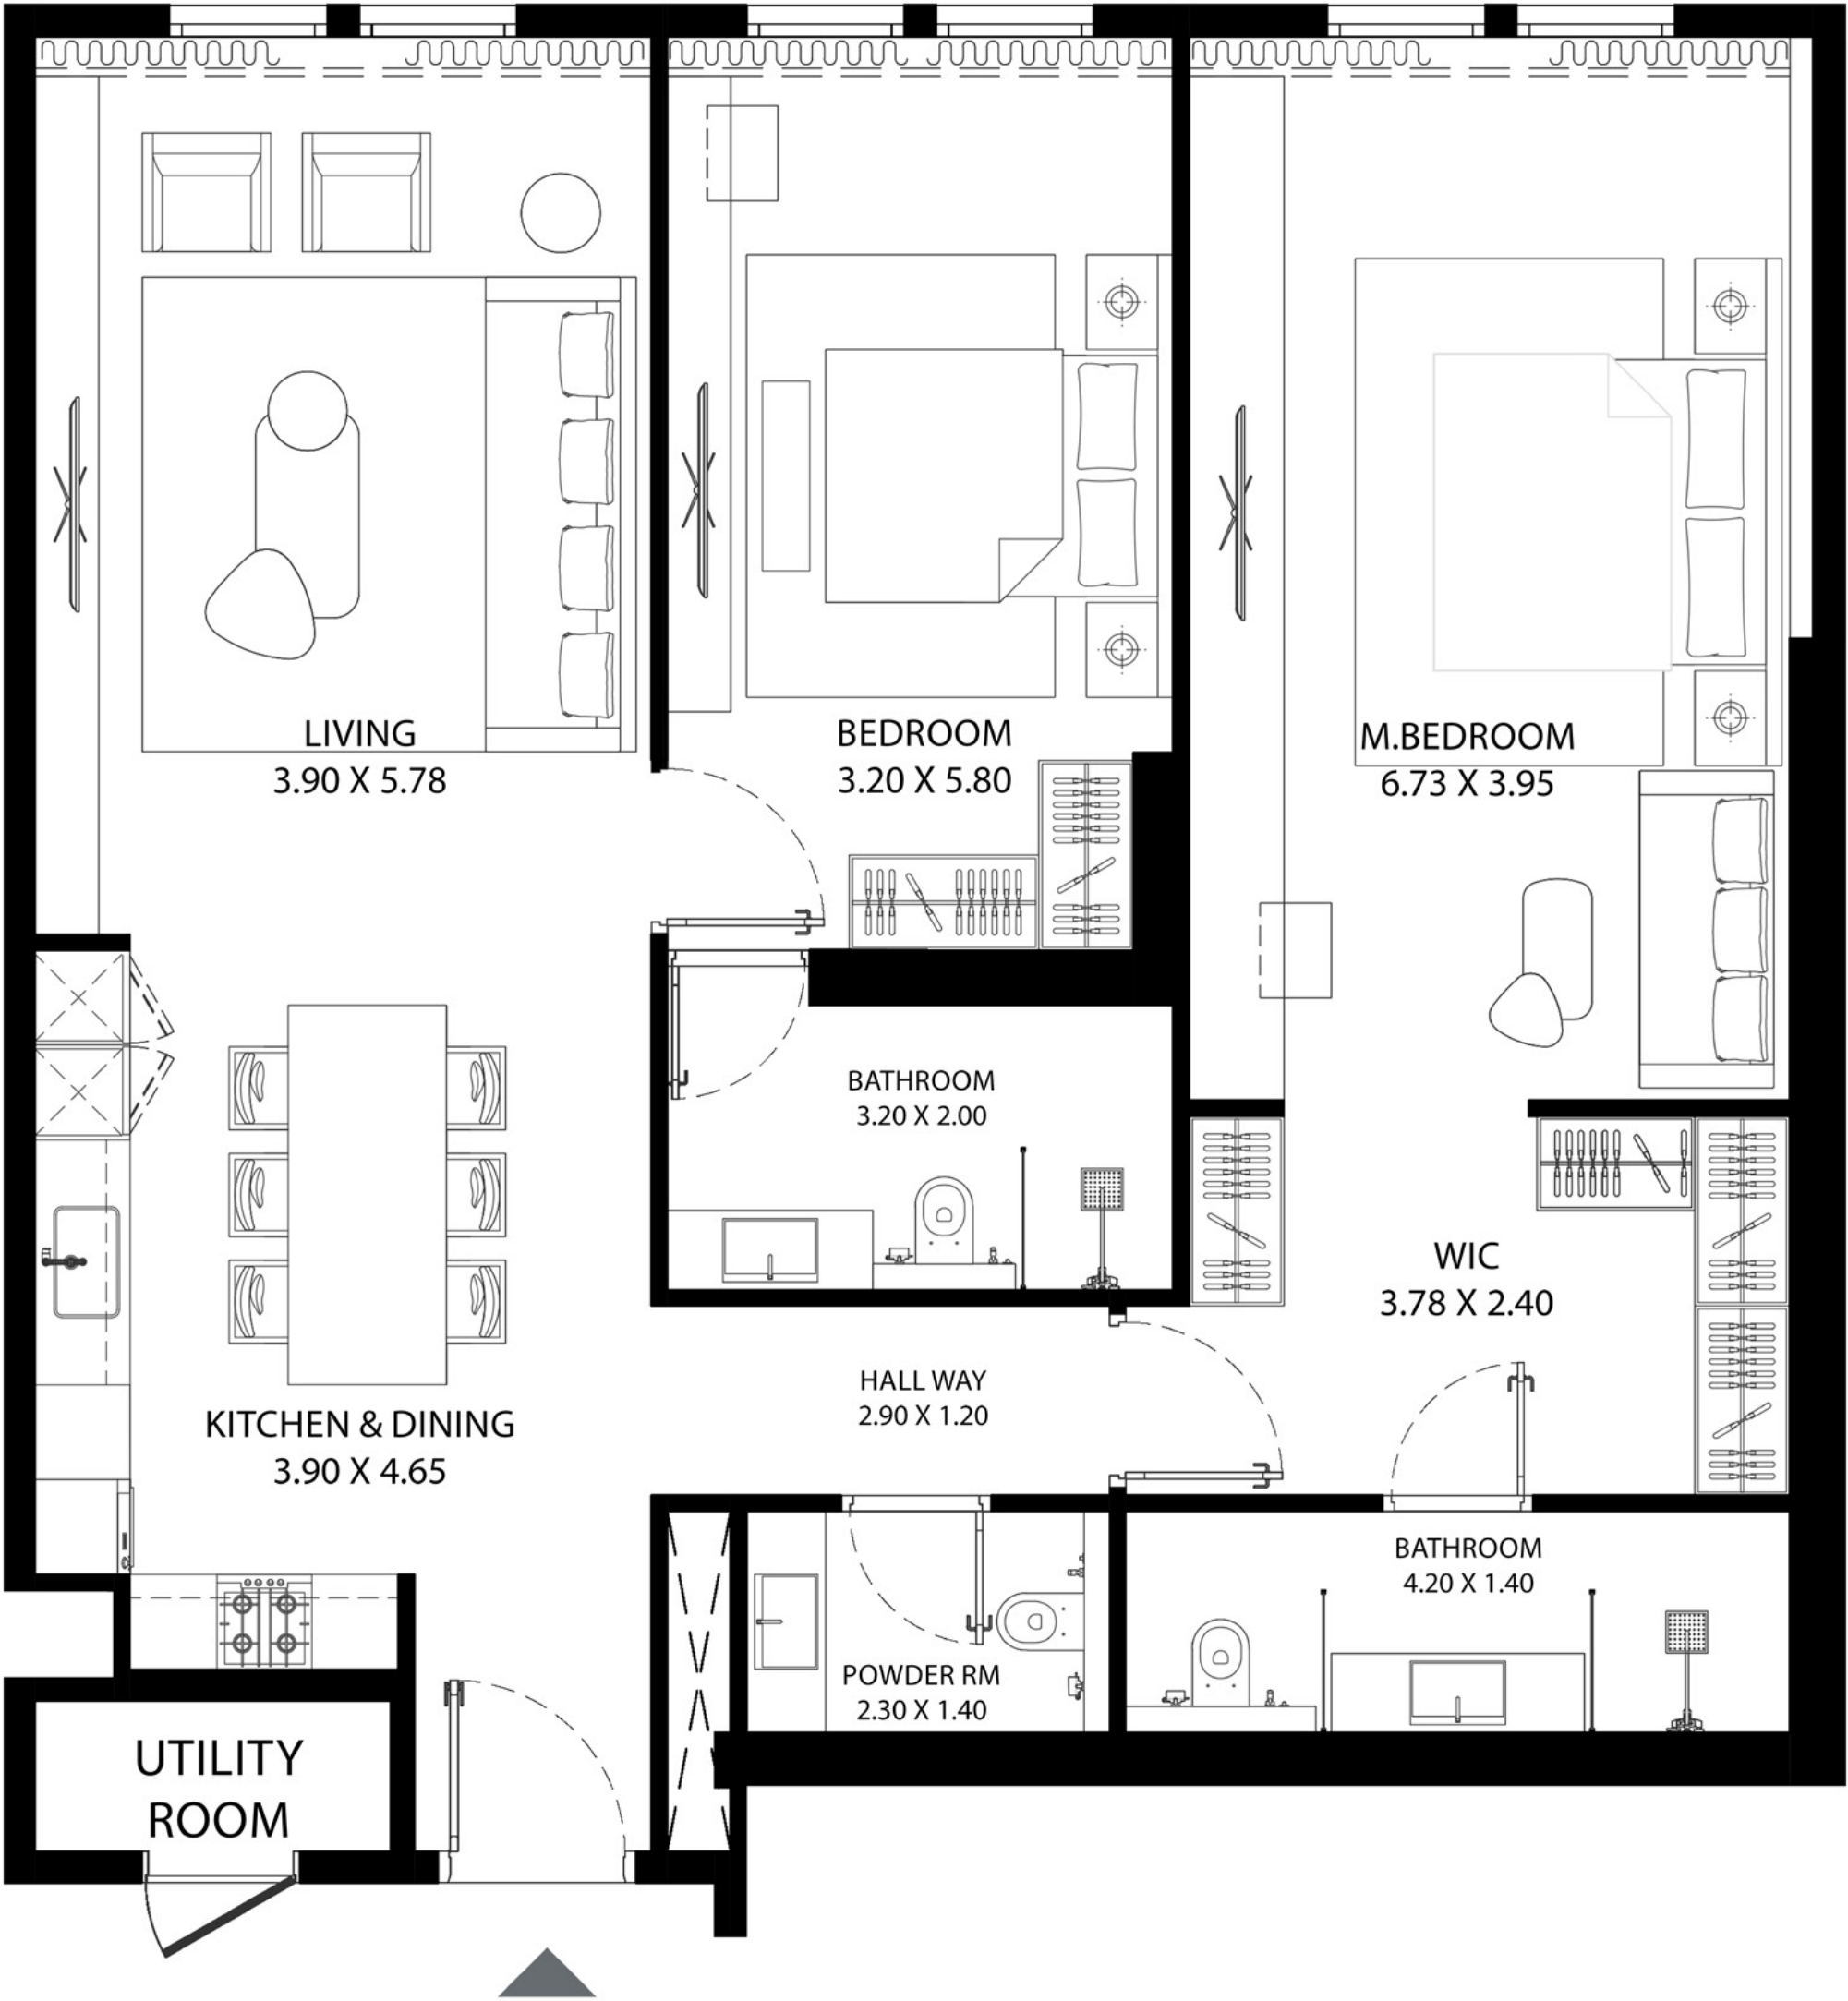 LIVING
3.90 X 5.78
BEDROOM
3.20 X 5.80
M.BEDROOM
6.73 X 3.95
BATHROOM
3.20 X 2.00
WIC
3.78 X 2.40
HALL WAY
2.90 X 1.20
KITCHEN & DINING
3.90 X 4.65
BATHROOM
4.20 X 1.40
POWDER RM
2.30 X 1.40
UTILITY
ROOM